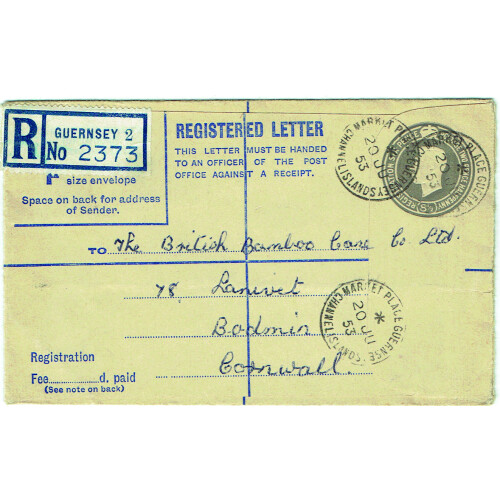 R
GUERNSEY 2
No 2373
size envelope
Space on back for address
of Sender.
REGISTERED LETTER
THIS LETTER MUST BE HANDED
TO AN OFFICER OF THE POST
OFFICE AGAINST A RECEIPT.
MARKET PLACE GUERNSEY
CHANNEL ISLANDS
20 JU
53
TO The British Bamboo Cane Co Ltd.
78 Lanivet
Bodmin
Cornwall.
MARKET PLACE GUERNSEY
CHANNEL ISLANDS
*
20 JU
53
Registration
Fee d. paid
(See note on back)